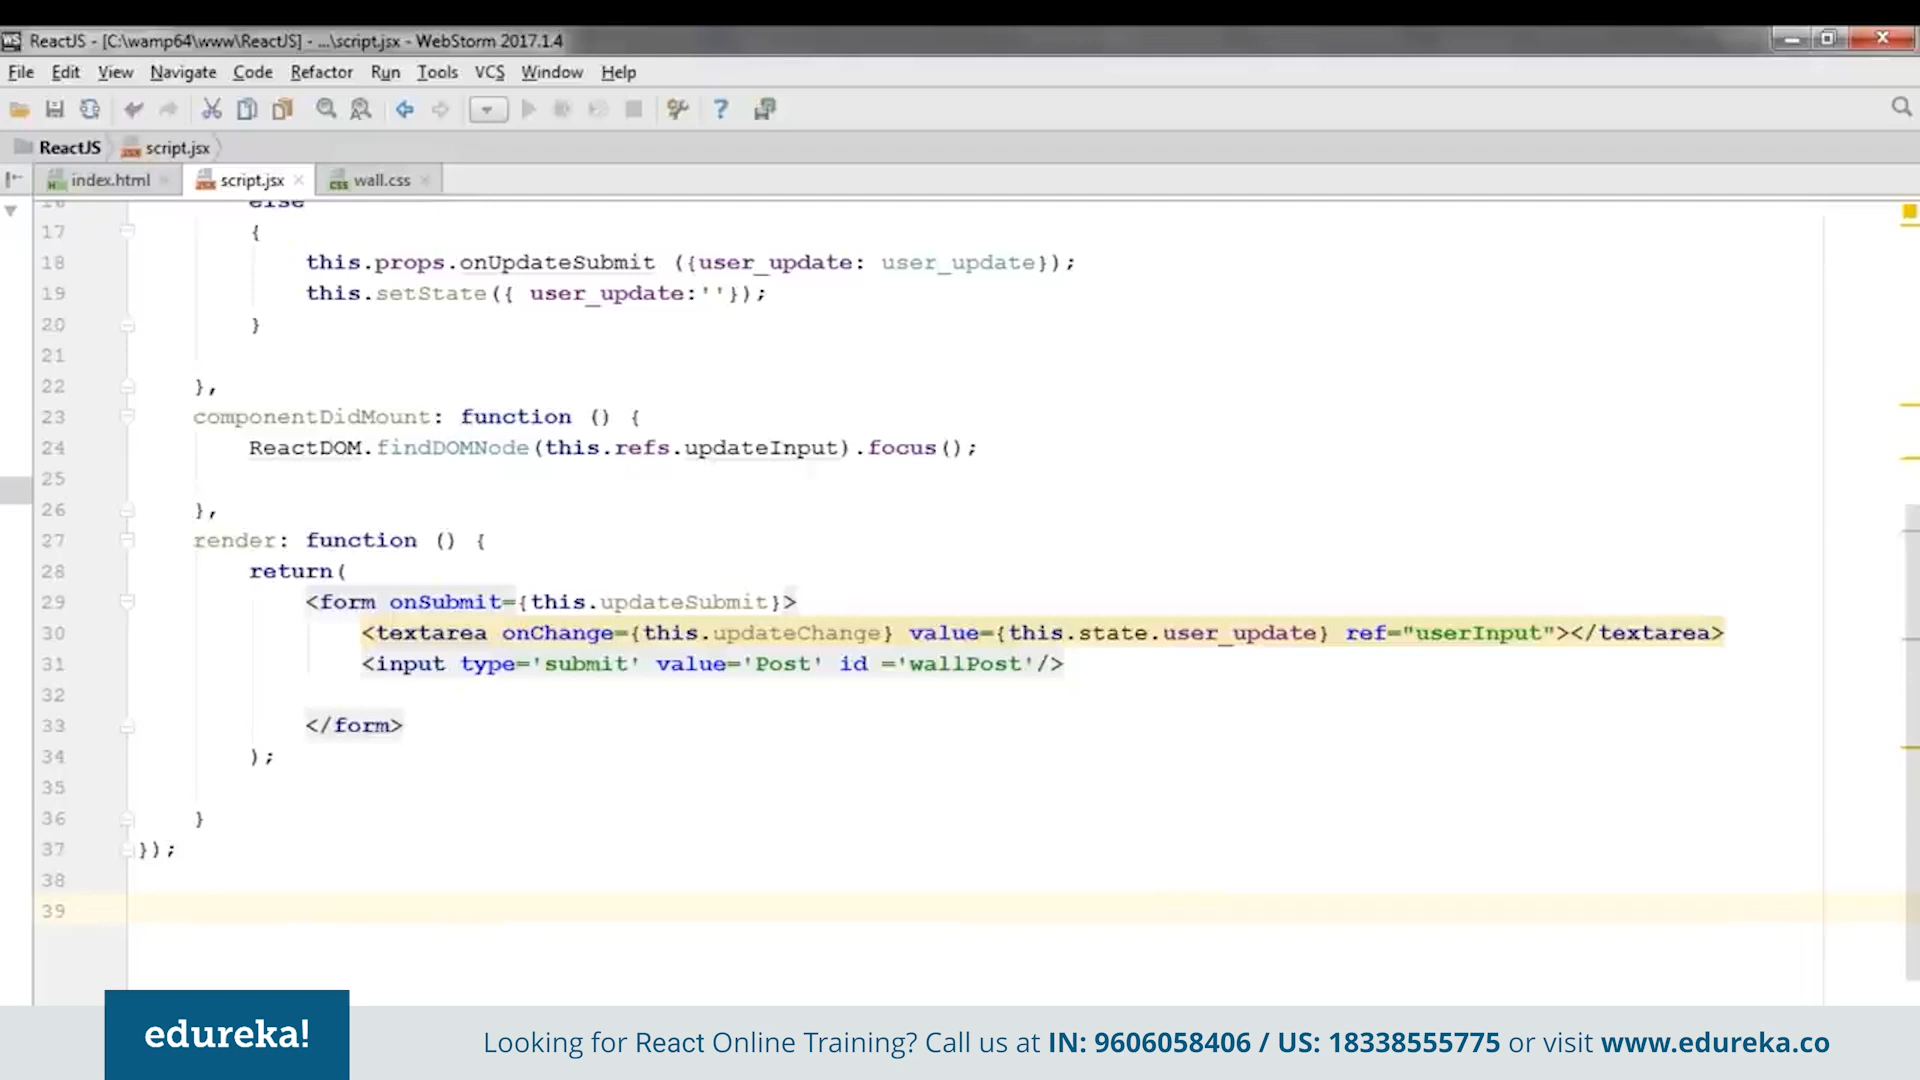 ReactJS - [C:\wamp64\www\ReactJS] - ...\script.jsx - WebStorm 2017.1.4
File Edit View Navigate Code Refactor Run Tools VCS Window Help
ReactJS script.jsx
index.html script.jsx wall.css
16 else
17 {
18 this.props.onUpdateSubmit ({user_update: user_update});
19 this.setState({ user_update:''});
20 }
21
22 },
23 componentDidMount: function () {
24 ReactDOM.findDOMNode(this.refs.updateInput).focus();
25
26 },
27 render: function () {
28 return(
29 <form onSubmit={this.updateSubmit}>
30 <textarea onChange={this.updateChange} value={this.state.user_update} ref="userInput"></textarea>
31 <input type='submit' value='Post' id ='wallPost'/>
32
33 </form>
34 );
35
36 }
37 });
38
39
edureka!
Looking for React Online Training? Call us at IN: 9606058406 / US: 18338555775 or visit www.edureka.co